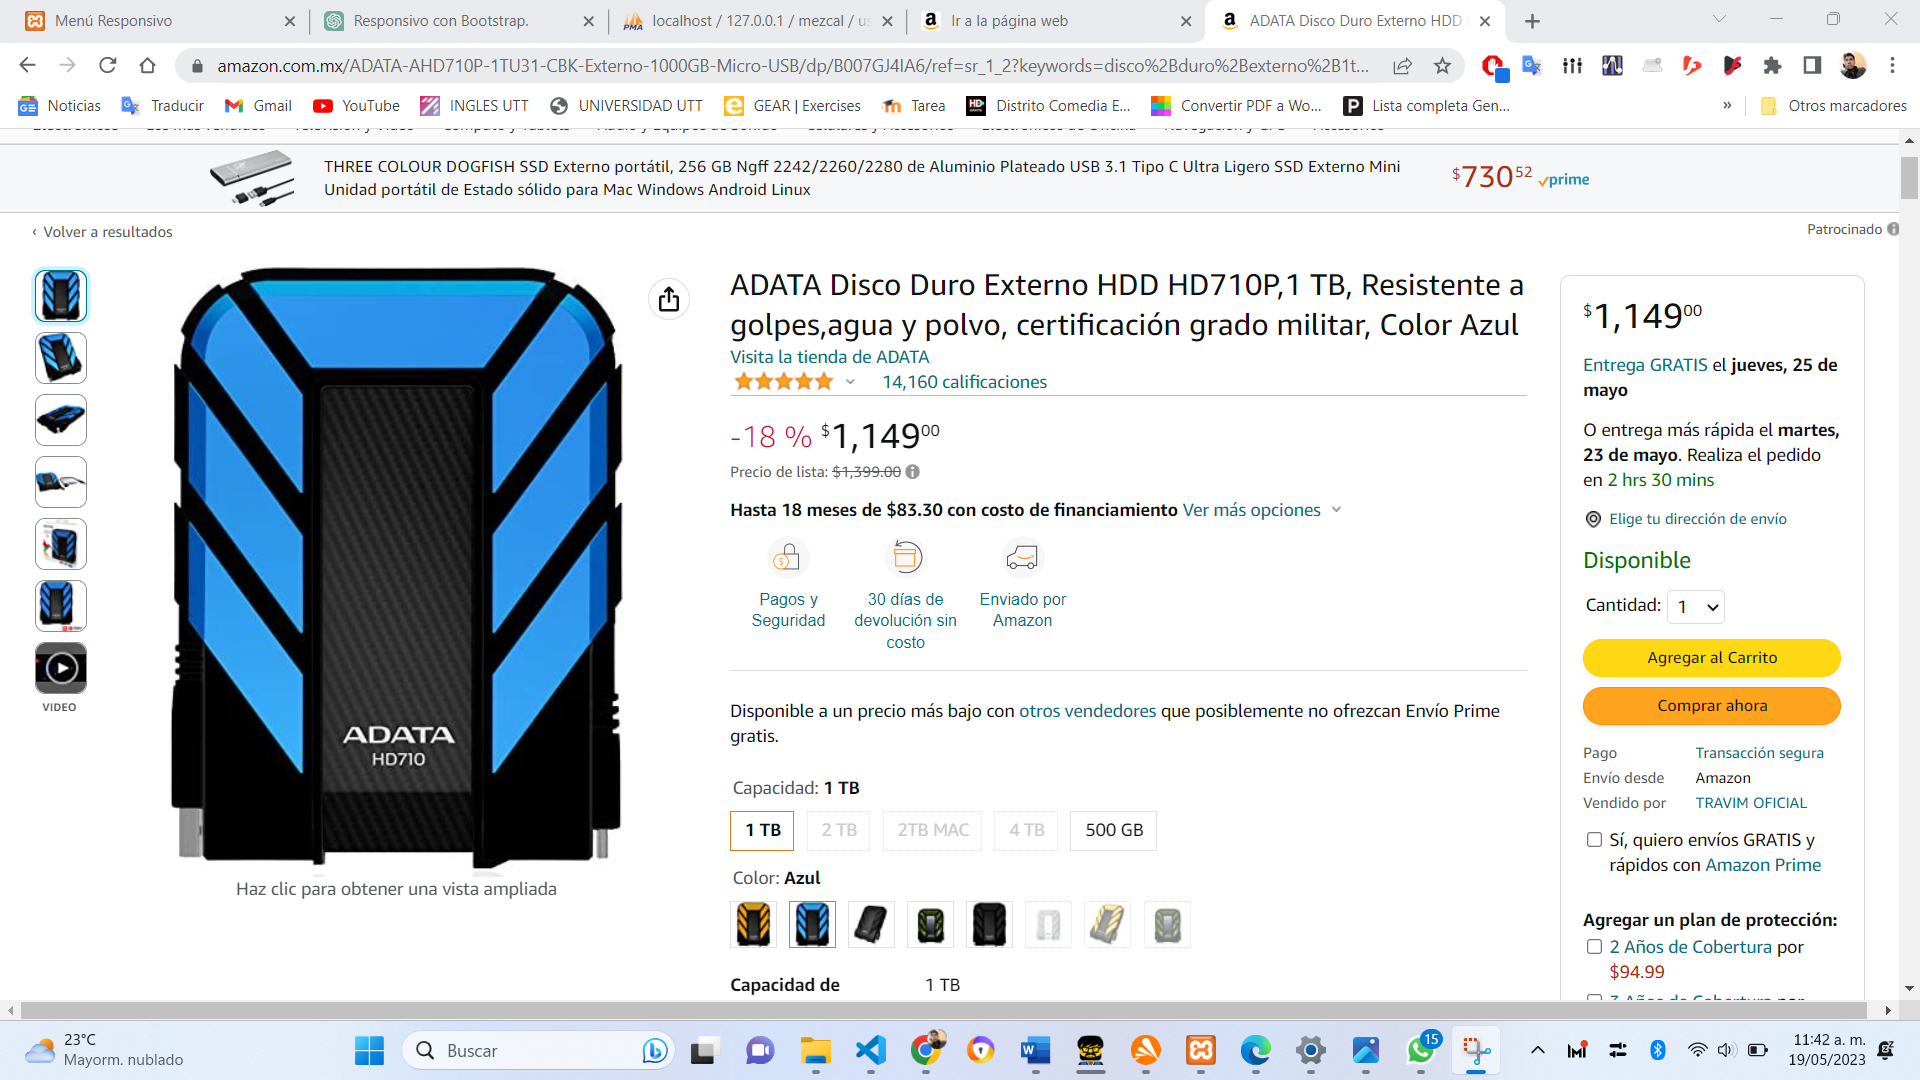 Menú Responsivo
Responsivo con Bootstrap.
localhost / 127.0.0.1 / mezcal / us
Ir a la página web
ADATA Disco Duro Externo HDD
amazon.com.mx/ADATA-AHD710P-1TU31-CBK-Externo-1000GB-Micro-USB/dp/B007GJ4IA6/ref=sr_1_2?keywords=disco%2Bduro%2Bexterno%2B1t...
Noticias
Traducir
Gmail
YouTube
INGLES UTT
UNIVERSIDAD UTT
GEAR | Exercises
Tarea
Distrito Comedia E...
Convertir PDF a Wo...
Lista completa Gen...
»
Otros marcadores
THREE COLOUR DOGFISH SSD Externo portátil, 256 GB Ngff 2242/2260/2280 de Aluminio Plateado USB 3.1 Tipo C Ultra Ligero SSD Externo Mini
Unidad portátil de Estado sólido para Mac Windows Android Linux
$730 52 prime
‹ Volver a resultados
Patrocinado
ADATA Disco Duro Externo HDD HD710P,1 TB, Resistente a
golpes,agua y polvo, certificación grado militar, Color Azul
Visita la tienda de ADATA
14,160 calificaciones
-18 % $1,149 00
Precio de lista: $1,399.00
Hasta 18 meses de $83.30 con costo de financiamiento Ver más opciones
Pagos y
Seguridad
30 días de
devolución sin
costo
Enviado por
Amazon
Disponible a un precio más bajo con otros vendedores que posiblemente no ofrezcan Envío Prime
gratis.
Capacidad: 1 TB
1 TB
2 TB
2TB MAC
4 TB
500 GB
Color: Azul
Capacidad de
1 TB
VIDEO
ADATA
HD710
Haz clic para obtener una vista ampliada
$1,149 00
Entrega GRATIS el jueves, 25 de
mayo
O entrega más rápida el martes,
23 de mayo. Realiza el pedido
en 2 hrs 30 mins
Elige tu dirección de envío
Disponible
Cantidad: 1
Agregar al Carrito
Comprar ahora
Pago Transacción segura
Envío desde Amazon
Vendido por TRAVIM OFICIAL
Sí, quiero envíos GRATIS y
rápidos con Amazon Prime
Agregar un plan de protección:
2 Años de Cobertura por
$94.99
23°C
Mayorm. nublado
Buscar
15
11:42 a. m.
19/05/2023